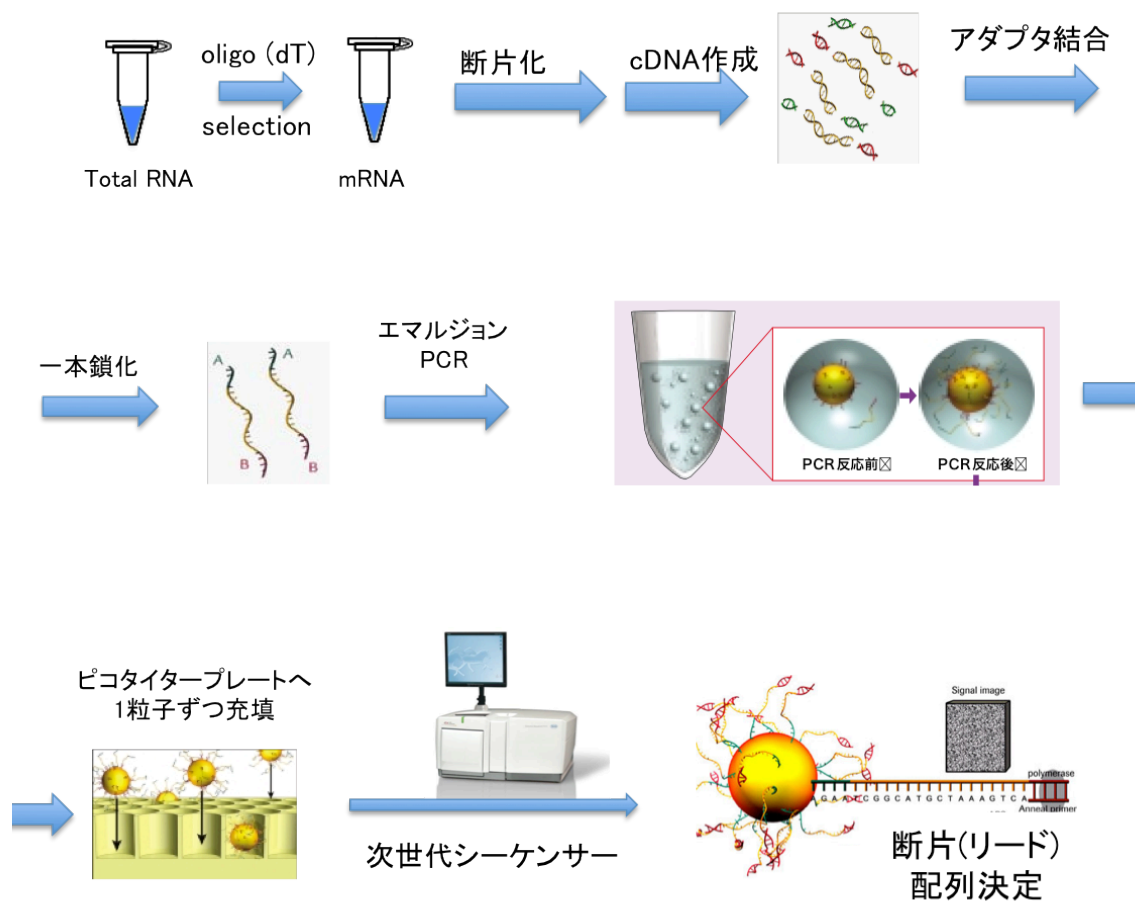 oligo (dT)
selection
断片化
cDNA作成
アダプタ結合
Total RNA
mRNA
一本鎖化
A
A
B
B
エマルジョン
PCR
PCR反応前
PCR反応後
ピコタイタープレートへ
1粒子ずつ充填
次世代シーケンサー
Signal image
polymerase
Anneal primer
断片(リード)
配列決定